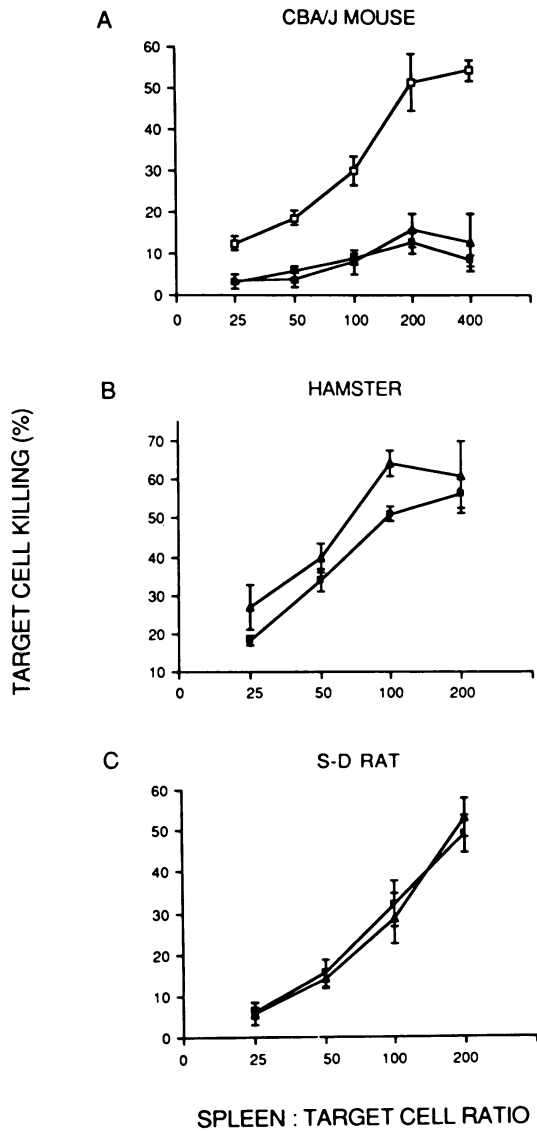 A
CBA/J MOUSE
60
50
40
30
20
10
0
0 25 50 100 200 400
B
HAMSTER
70
60
50
40
30
20
10
0 25 50 100 200
C
S-D RAT
60
50
40
30
20
10
0
0 25 50 100 200
TARGET CELL KILLING (%)
SPLEEN : TARGET CELL RATIO